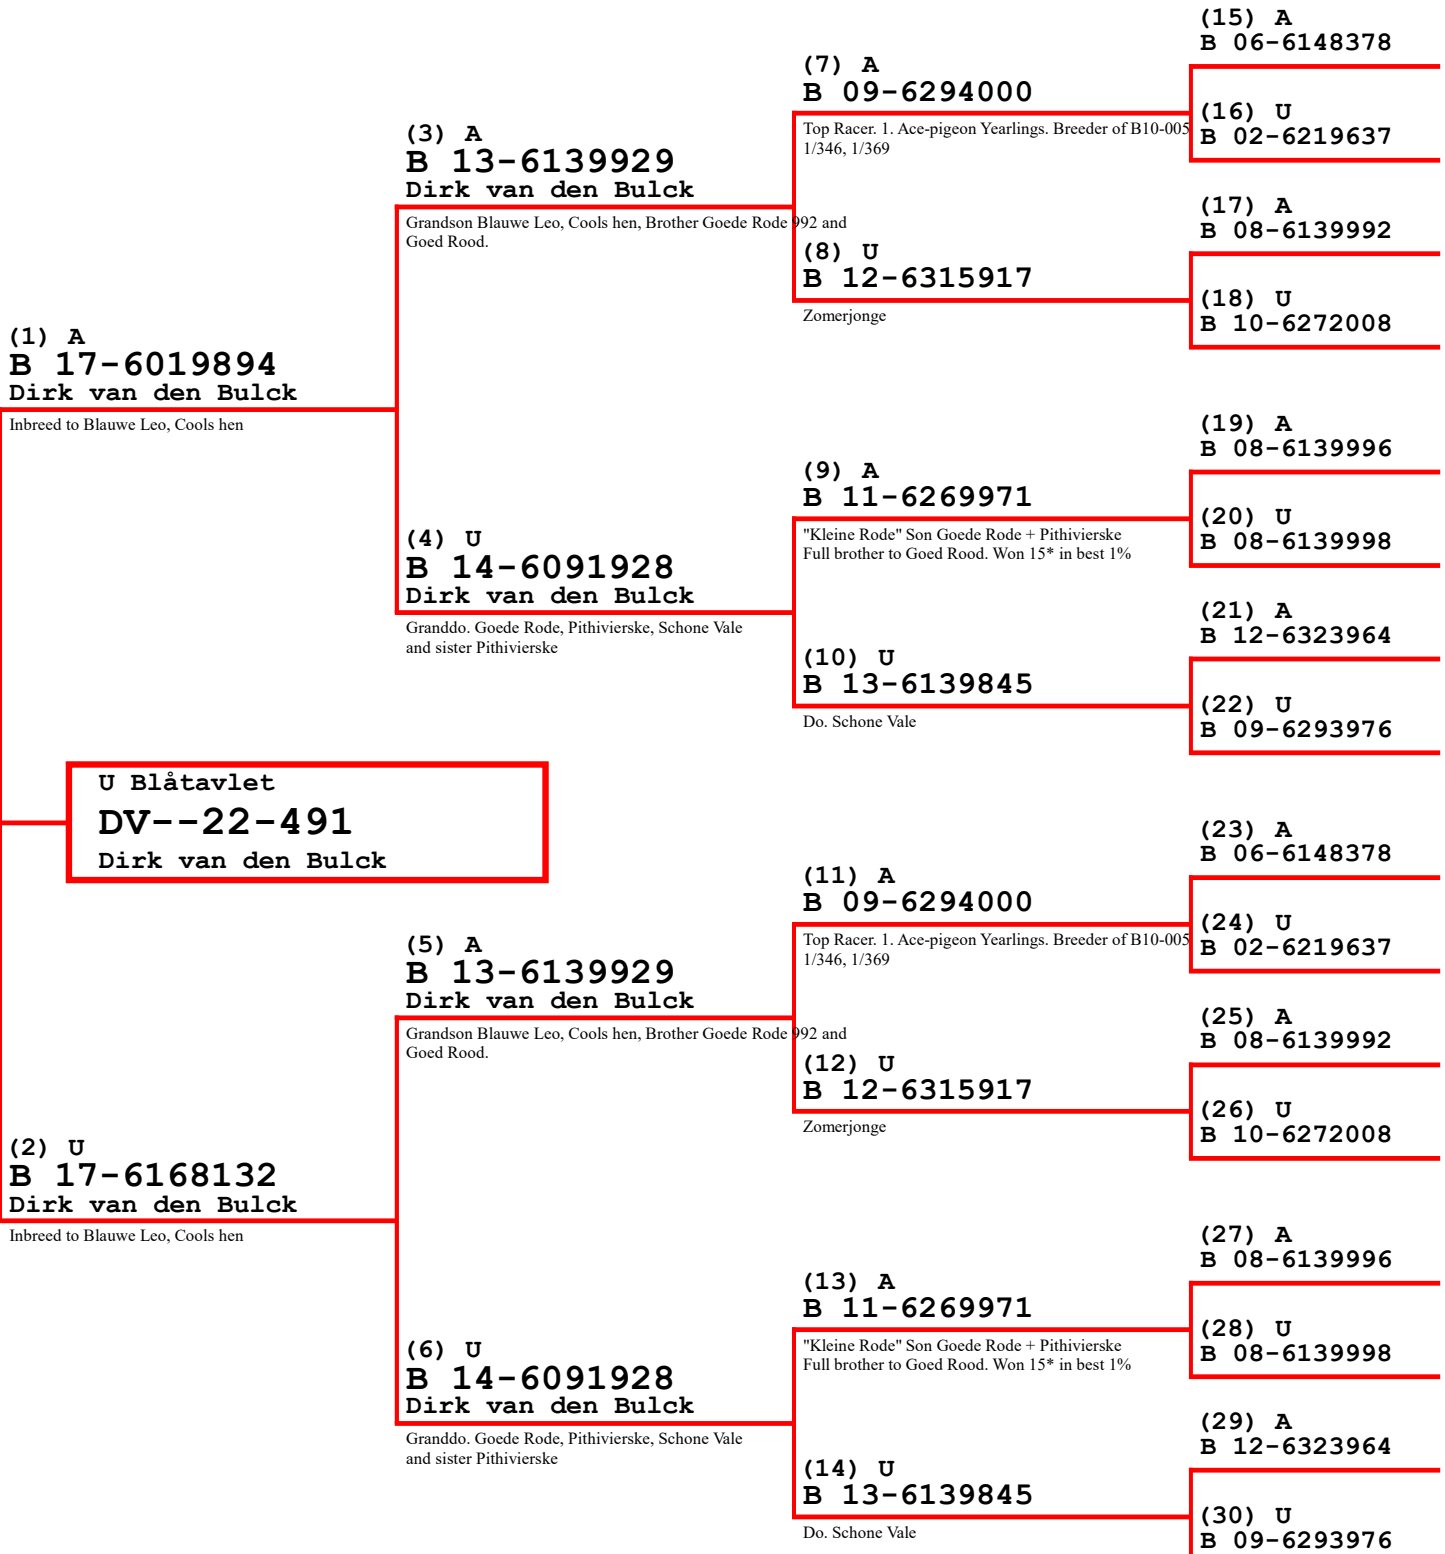 (1) A
B 17-6019894
Dirk van den Bulck
Inbreed to Blauwe Leo, Cools hen
U Blåtavlet
DV--22-491
Dirk van den Bulck
(2) U
B 17-6168132
Dirk van den Bulck
Inbreed to Blauwe Leo, Cools hen
(3) A
B 13-6139929
Dirk van den Bulck
Grandson Blauwe Leo, Cools hen, Brother Goede Rode 992 and
Goed Rood.
(4) U
B 14-6091928
Dirk van den Bulck
Granddo. Goede Rode, Pithivierske, Schone Vale
and sister Pithivierske
(5) A
B 13-6139929
Dirk van den Bulck
Grandson Blauwe Leo, Cools hen, Brother Goede Rode 992 and
Goed Rood.
(6) U
B 14-6091928
Dirk van den Bulck
Granddo. Goede Rode, Pithivierske, Schone Vale
and sister Pithivierske
(7) A
B 09-6294000
Top Racer. 1. Ace-pigeon Yearlings. Breeder of B10-005
1/346, 1/369
(8) U
B 12-6315917
Zomerjonge
(9) A
B 11-6269971
"Kleine Rode" Son Goede Rode + Pithivierske
Full brother to Goed Rood. Won 15* in best 1%
(10) U
B 13-6139845
Do. Schone Vale
(11) A
B 09-6294000
Top Racer. 1. Ace-pigeon Yearlings. Breeder of B10-005
1/346, 1/369
(12) U
B 12-6315917
Zomerjonge
(13) A
B 11-6269971
"Kleine Rode" Son Goede Rode + Pithivierske
Full brother to Goed Rood. Won 15* in best 1%
(14) U
B 13-6139845
Do. Schone Vale
(15) A
B 06-6148378
(16) U
B 02-6219637
(17) A
B 08-6139992
(18) U
B 10-6272008
(19) A
B 08-6139996
(20) U
B 08-6139998
(21) A
B 12-6323964
(22) U
B 09-6293976
(23) A
B 06-6148378
(24) U
B 02-6219637
(25) A
B 08-6139992
(26) U
B 10-6272008
(27) A
B 08-6139996
(28) U
B 08-6139998
(29) A
B 12-6323964
(30) U
B 09-6293976